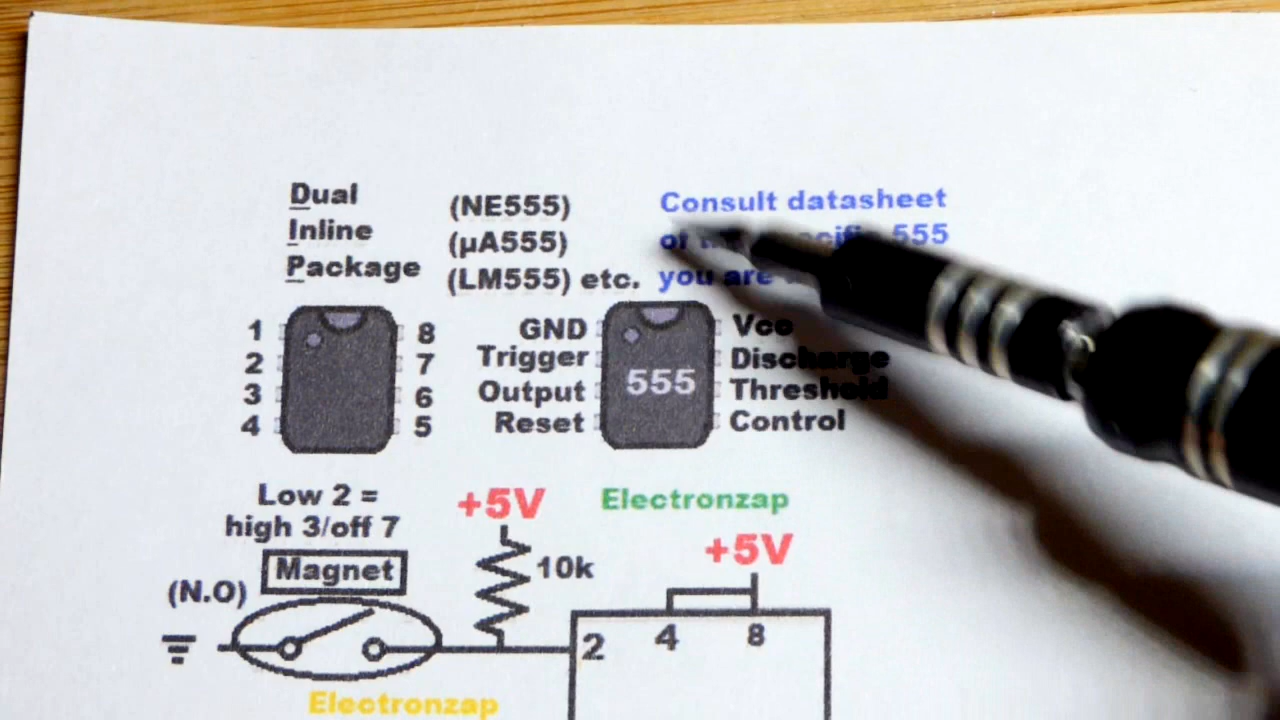 Dual
Inline
Package
(NE555)
(µA555)
(LM555) etc.
Consult datasheet
of 555
you are
1
2
3
4
8
7
6
5
GND
Trigger
Output
Reset
555
Vcc
Discharge
Threshold
Control
Low 2 =
high 3/off 7
Magnet
(N.O)
+5V
10k
Electronzap
+5V
2 4 8
Electronzap